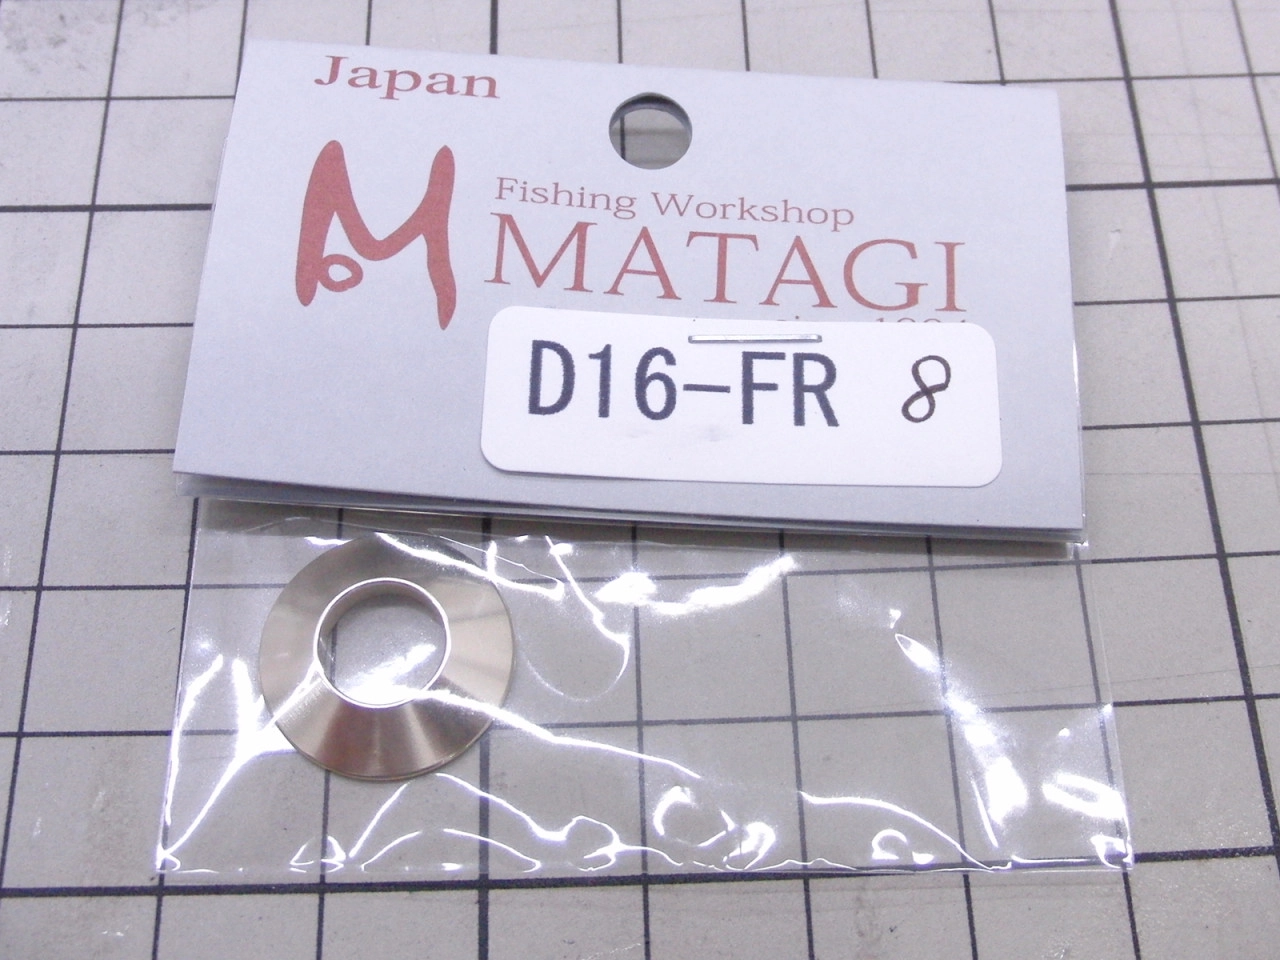 Japan
Fishing Workshop
MATAGI
D16-FR 8